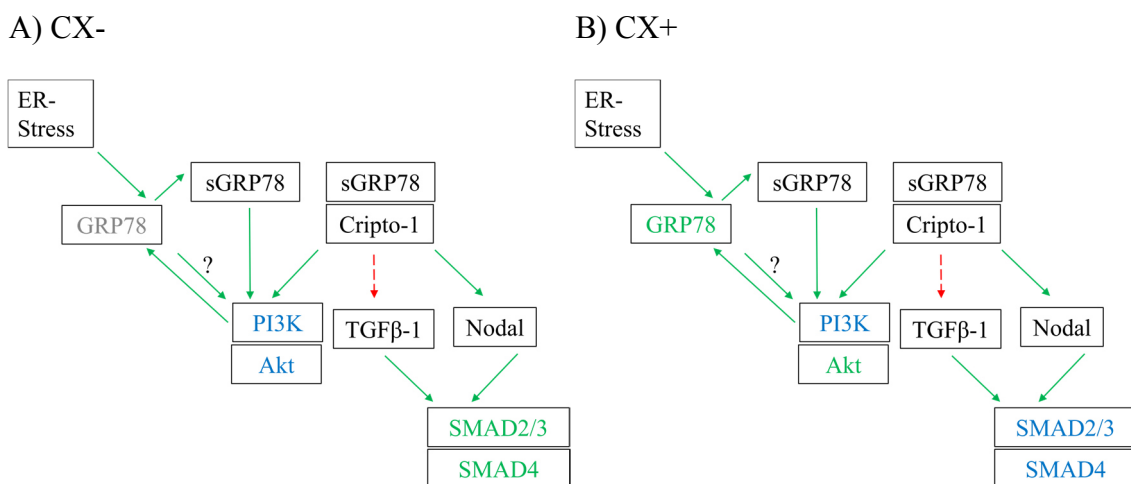 A) CX-
ER-
Stress
sGRP78
sGRP78
GRP78
Cripto-1
?
PI3K
TGFβ-1
Nodal
Akt
SMAD2/3
SMAD4
B) CX+
ER-
Stress
sGRP78
sGRP78
GRP78
Cripto-1
?
PI3K
TGFβ-1
Nodal
Akt
SMAD2/3
SMAD4